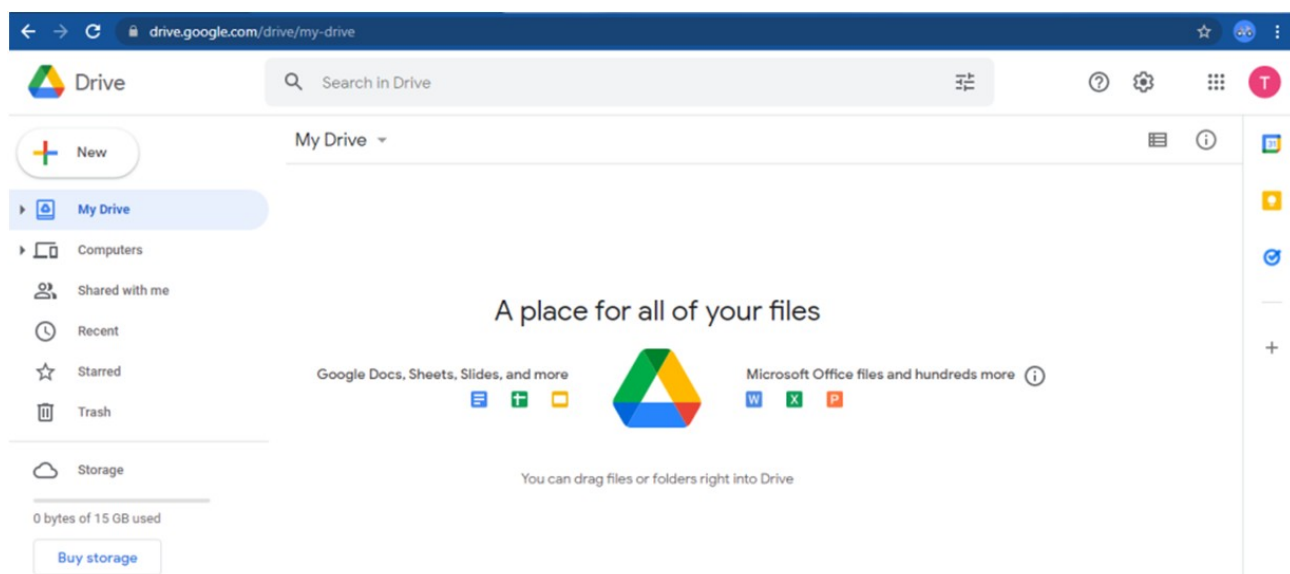 drive.google.com/drive/my-drive
Drive
Search in Drive
T
New
My Drive
31
My Drive
Computers
Shared with me
Recent
Starred
Trash
A place for all of your files
Google Docs, Sheets, Slides, and more
Microsoft Office files and hundreds more
W X P
You can drag files or folders right into Drive
Storage
0 bytes of 15 GB used
Buy storage